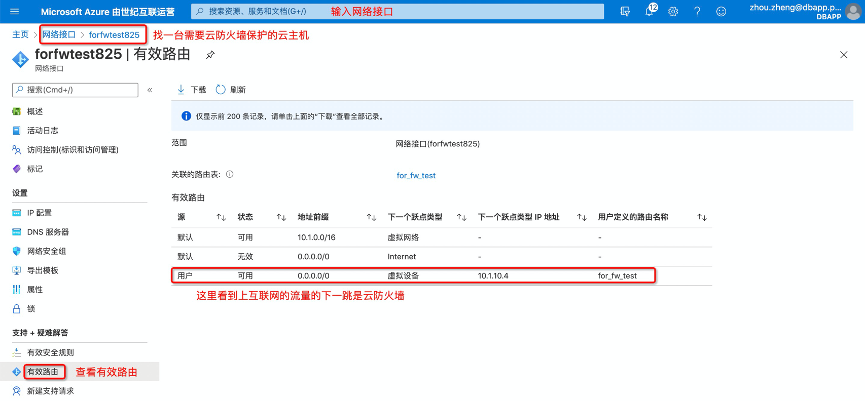 Microsoft Azure 由世纪互联运营
搜索资源、服务和文档(G+/)
输入网络接口
12
zhou.zheng@dbapp.p...
DBAPP
主页 > 网络接口 > forfwtest825
找一台需要云防火墙保护的云主机
forfwtest825 | 有效路由
网络接口
搜索(Cmd+/)
«
下载 刷新
概述
活动日志
访问控制(标识和访问管理)
标记
设置
IP 配置
DNS 服务器
网络安全组
导出模板
属性
锁
支持 + 疑难解答
有效安全规则
有效路由
查看有效路由
新建支持请求
仅显示前 200 条记录，请单击上面的“下载”查看全部记录。
范围 网络接口(forfwtest825)
关联的路由表: for_fw_test
有效路由
源 状态 地址前缀 下一个跃点类型 下一个跃点类型 IP 地址 用户定义的路由名称
默认 可用 10.1.0.0/16 虚拟网络 - -
默认 无效 0.0.0.0/0 Internet - -
用户 可用 0.0.0.0/0 虚拟设备 10.1.10.4 for_fw_test
这里看到上互联网的流量的下一跳是云防火墙